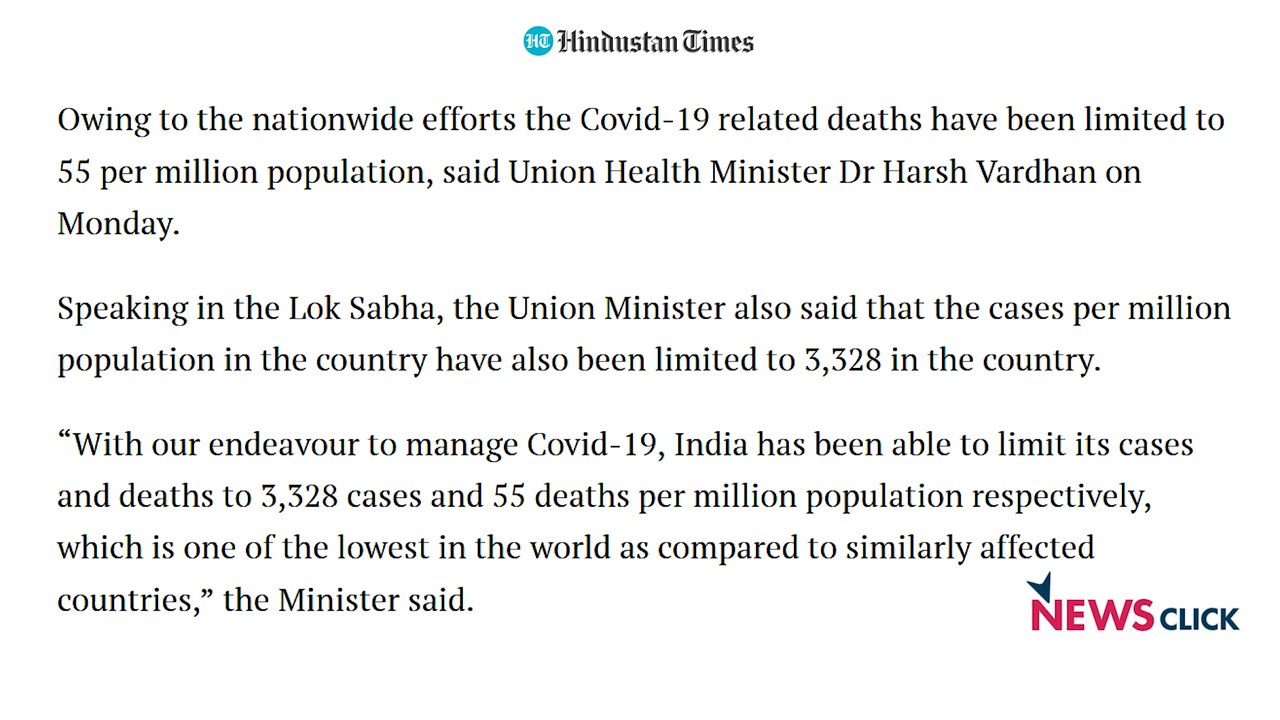 HT Hindustan Times
Owing to the nationwide efforts the Covid-19 related deaths have been limited to
55 per million population, said Union Health Minister Dr Harsh Vardhan on
Monday.
Speaking in the Lok Sabha, the Union Minister also said that the cases per million
population in the country have also been limited to 3,328 in the country.
“With our endeavour to manage Covid-19, India has been able to limit its cases
and deaths to 3,328 cases and 55 deaths per million population respectively,
which is one of the lowest in the world as compared to similarly affected
countries,” the Minister said.
NEWSCLICK